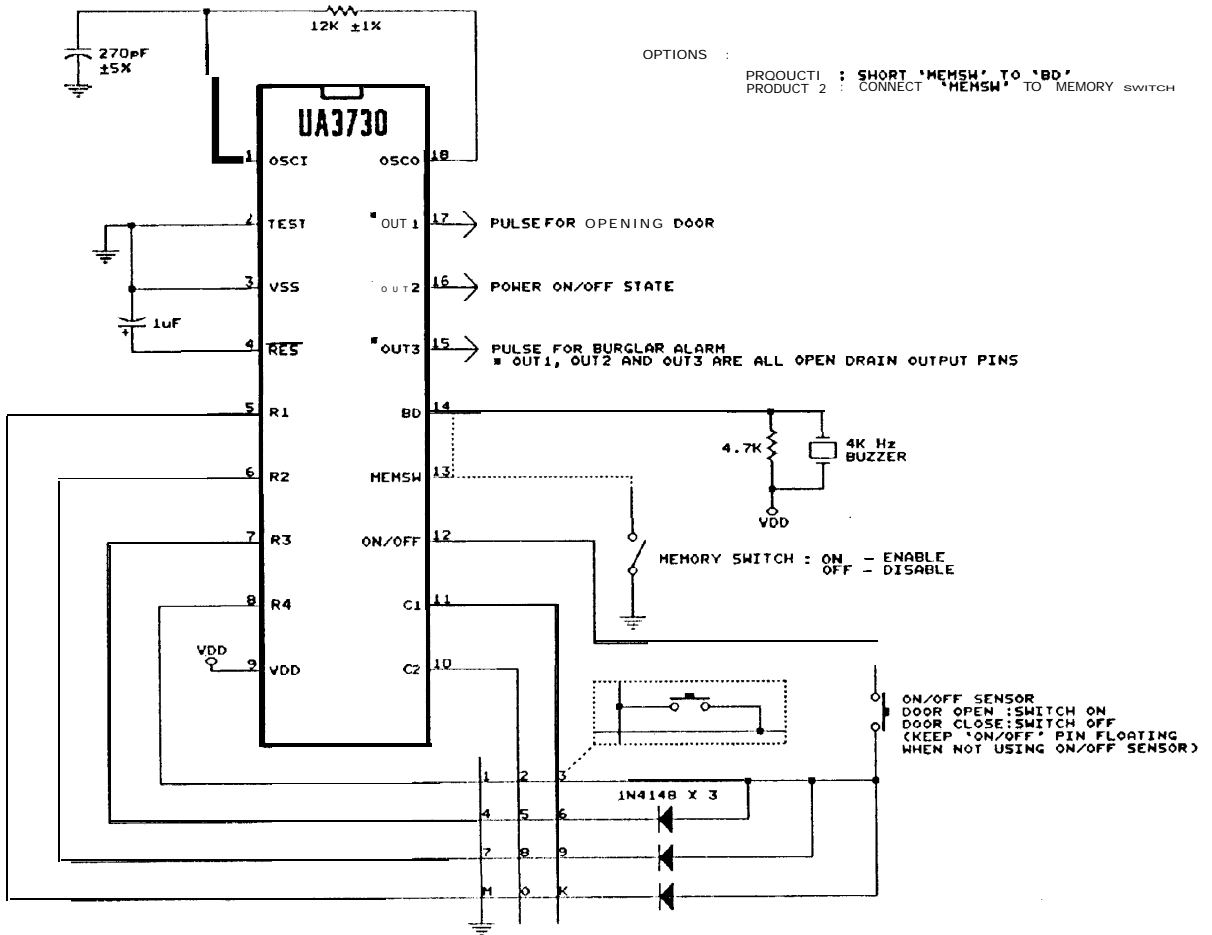 12K ±1%
270pF
±5%
OPTIONS :
PRQOUCTI : SHORT 'MEMSW' TO 'BD'
PRODUCT 2 : CONNECT 'MEMSW' TO MEMORY SWITCH
UA3730
1 OSCI OSCO 18
2 TEST *OUT 1 17 PULSE FOR OPENING DOOR
3 VSS OUT2 16 POWER ON/OFF STATE
1uF
+
4 RES *OUT3 15 PULSE FOR BURGLAR ALARM
* OUT1, OUT2 AND OUT3 ARE ALL OPEN DRAIN OUTPUT PINS
5 R1 BD 14
4.7K
4K Hz
BUZZER
6 R2 MEMSW 13
VDD
7 R3 ON/OFF 12
MEMORY SWITCH : ON – ENABLE
OFF – DISABLE
8 R4 C1 11
VDD
9 VDD C2 10
ON/OFF SENSOR
DOOR OPEN :SWITCH ON
DOOR CLOSE:SWITCH OFF
(KEEP 'ON/OFF' PIN FLOATING
WHEN NOT USING ON/OFF SENSOR)
1 2 3
1N4148 X 3
4 5 6
7 8 9
M 0 K